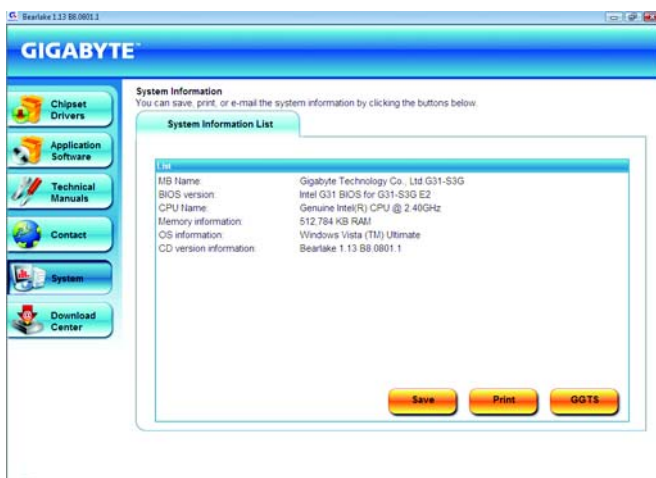 Bearlake 1.13 B8.0801.1
GIGABYTE™
Chipset
Drivers
Application
Software
Technical
Manuals
Contact
System
Download
Center
System Information
You can save, print, or e-mail the system information by clicking the buttons below.
System Information List
List
MB Name: Gigabyte Technology Co., Ltd G31-S3G
BIOS version: Intel G31 BIOS for G31-S3G E2
CPU Name: Genuine Intel(R) CPU @ 2.40GHz
Memory information: 512,784 KB RAM
OS information: Windows Vista (TM) Ultimate
CD version information: Bearlake 1.13 B8.0801.1
Save Print GGTS